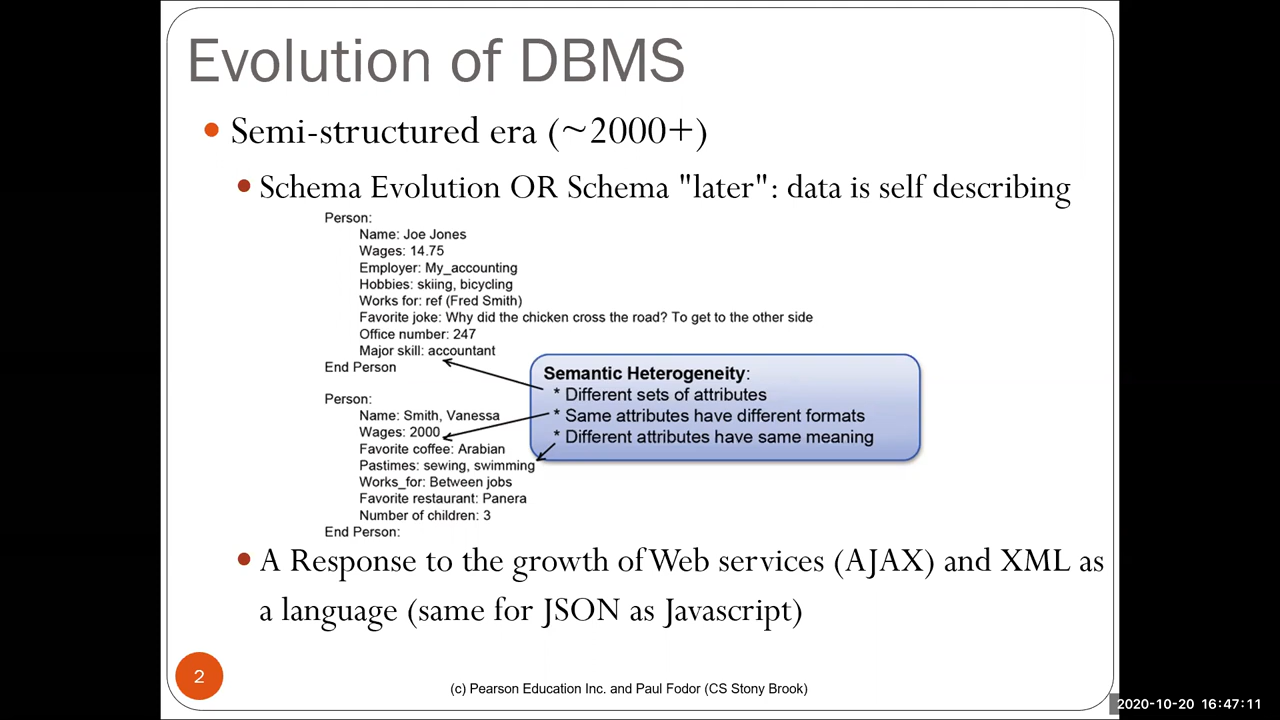 Evolution of DBMS
• Semi-structured era (~2000+)
• Schema Evolution OR Schema "later": data is self describing
Person:
Name: Joe Jones
Wages: 14.75
Employer: My_accounting
Hobbies: skiing, bicycling
Works for: ref (Fred Smith)
Favorite joke: Why did the chicken cross the road? To get to the other side
Office number: 247
Major skill: accountant
End Person
Semantic Heterogeneity:
* Different sets of attributes
* Same attributes have different formats
* Different attributes have same meaning
Person:
Name: Smith, Vanessa
Wages: 2000
Favorite coffee: Arabian
Pastimes: sewing, swimming
Works_for: Between jobs
Favorite restaurant: Panera
Number of children: 3
End Person:
• A Response to the growth of Web services (AJAX) and XML as
a language (same for JSON as Javascript)
2
(c) Pearson Education Inc. and Paul Fodor (CS Stony Brook)
2020-10-20 16:47:11